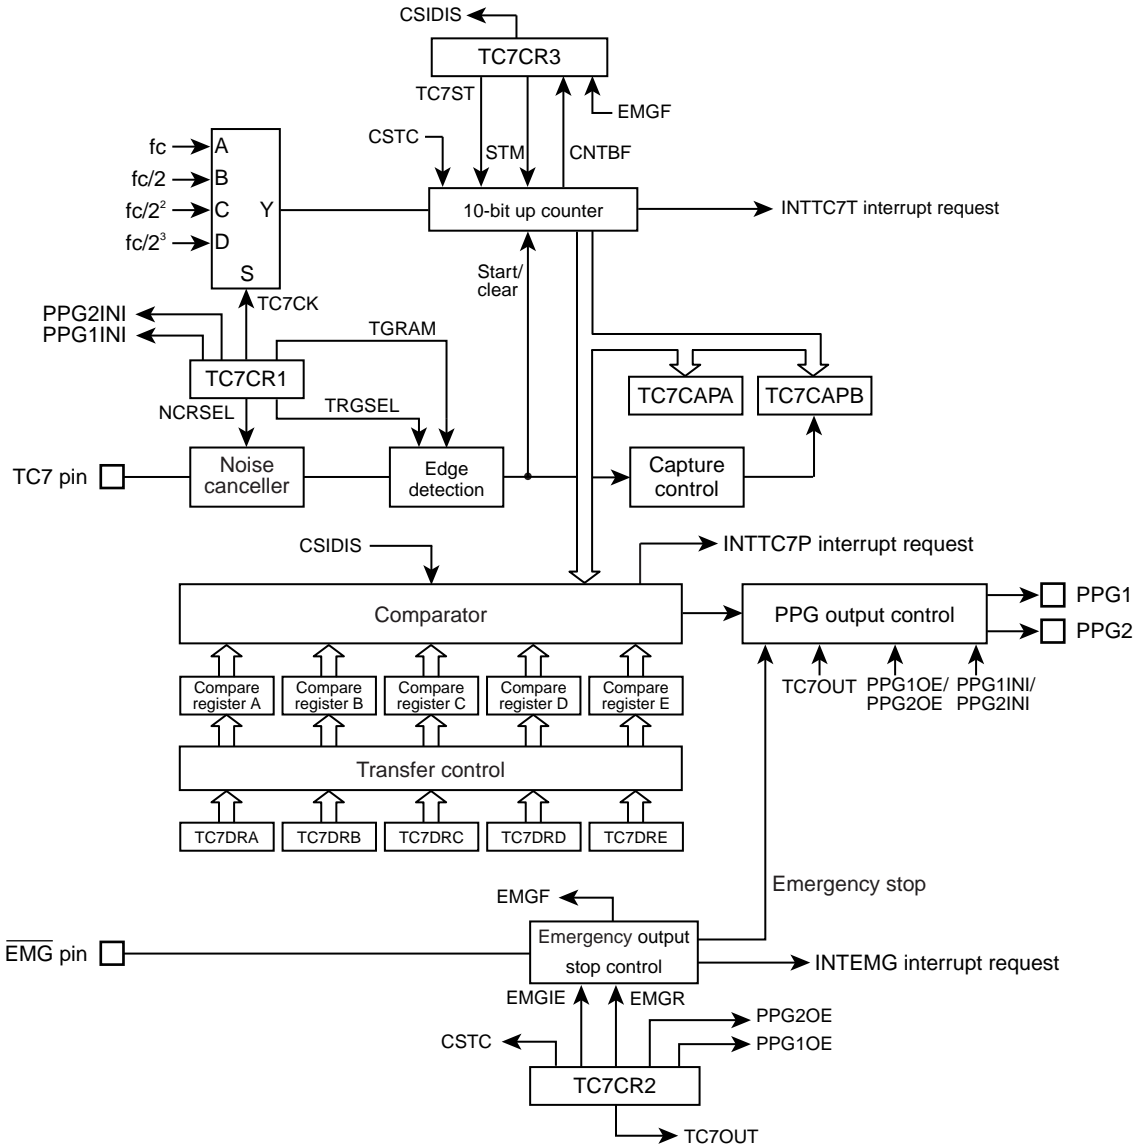 CSIDIS
TC7CR3
TC7ST
EMGF
CSTC
STM
CNTBF
fc
A
fc/2
B
fc/2²
C
Y
10-bit up counter
INTTC7T interrupt request
fc/2³
D
S
Start/
clear
TC7CK
PPG2INI
PPG1INI
TGRAM
TC7CR1
TC7CAPA
TC7CAPB
NCRSEL
TRGSEL
TC7 pin
Noise
canceller
Edge
detection
Capture
control
CSIDIS
INTTC7P interrupt request
Comparator
PPG output control
PPG1
PPG2
Compare
register A
Compare
register B
Compare
register C
Compare
register D
Compare
register E
TC7OUT
PPG1OE/
PPG2OE
PPG1INI/
PPG2INI
Transfer control
TC7DRA
TC7DRB
TC7DRC
TC7DRD
TC7DRE
Emergency stop
EMGF
EMG pin
Emergency output
stop control
INTEMG interrupt request
EMGIE
EMGR
PPG2OE
CSTC
PPG1OE
TC7CR2
TC7OUT